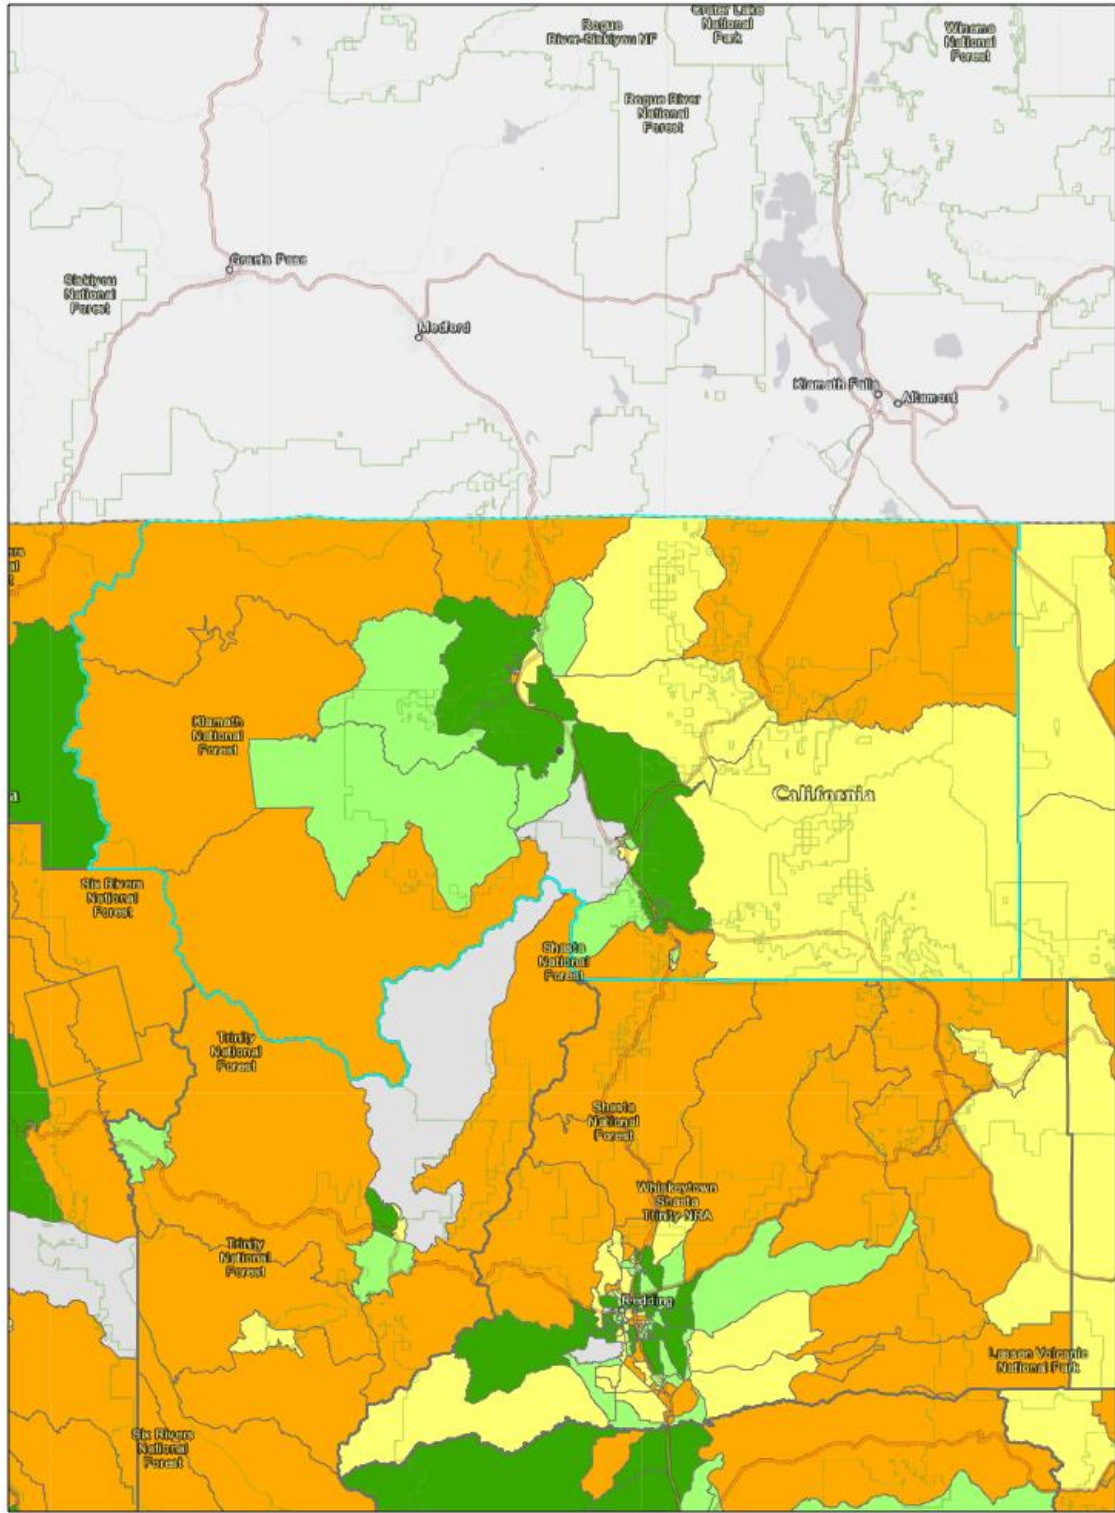 Crater Lake
National
Park
Rogue
River-Siskiyou NF
Winema
National
Forest
Rogue River
National
Forest
Grants Pass
Siskiyou
National
Forest
Medford
Klamath Falls
Altamont
Klamath
National
Forest
California
a
Six Rivers
National
Forest
Shasta
National
Forest
Trinity
National
Forest
Shasta
National
Forest
Whiskeytown
Shasta
Trinity NRA
Trinity
National
Forest
Redding
Lassen Volcanic
National Park
Six Rivers
National
Forest